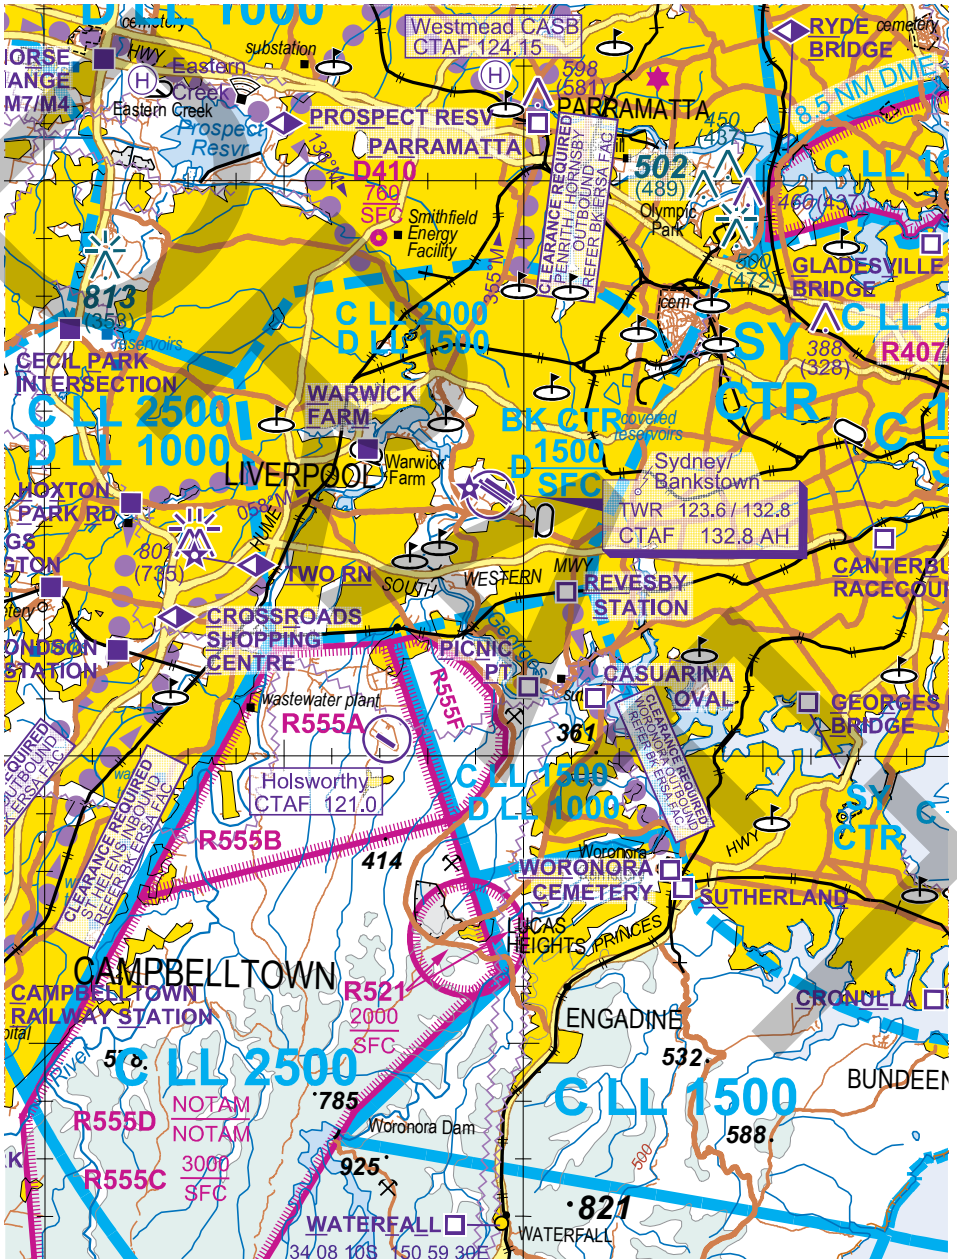 D LL 1000
cemetery
HWY
substation
Westmead CASB
CTAF 124.15
RYDE
BRIDGE
cemetery
Eastern
Creek
Eastern Creek
M7/M4
H
H
598
(581)
8.5 NM DME
PROSPECT RESV
PARRAMATTA
PARRAMATTA
Prospect
Resvr
450
(437)
D410
760
SFC
502
(489)
Olympic
Park
460(437)
C LL 10
Smithfield
Energy
Facility
CLEARANCE REQUIRED
PENRITH / HORNSBY
OUTBOUND
REFER BK ERSA FAC
355°M
500
(472)
GLADESVILLE
BRIDGE
813
(353)
reservoirs
C LL 2000
D LL 1500
cem
SY
CTR
388
(328)
C LL 5
R407
CECIL PARK
INTERSECTION
C LL 2500
D LL 1000
WARWICK
FARM
Warwick
Farm
BK CTR
D 1500
SFC
covered
reservoirs
LIVERPOOL
058°M
HUME
Sydney/
Bankstown
TWR 123.6 / 132.8
CTAF 132.8 AH
HOXTON
PARK RD
801
(735)
TWO RN
SOUTH WESTERN MWY
REVESBY
STATION
CROSSROADS
SHOPPING
CENTRE
STATION
Georges
PICNIC
PT
CASUARINA
OVAL
GEORGES
BRIDGE
wastewater plant
R555A
R555F
361
CLEARANCE REQUIRED
WORONORA OUTBOUND
REFER BK ERSA FAC
Holsworthy
CTAF 121.0
C LL 1500
D LL 1000
SY
CTR
C
HWY
R555B
414
CLEARANCE REQUIRED
ST HELENS INBOUND
REFER BK ERSA FAC
Woronora
WORONORA
CEMETERY
SUTHERLAND
LUCAS
HEIGHTS
PRINCES
CAMPBELLTOWN
CAMPBELLTOWN
RAILWAY STATION
R521
2000
SFC
ENGADINE
CRONULLA
River
C LL 2500
532
BUNDEEN
C LL 1500
785
R555D
NOTAM
NOTAM
Woronora Dam
588
500
R555C
3000
SFC
925
821
WATERFALL
WATERFALL
34 08 10S 150 59 30E